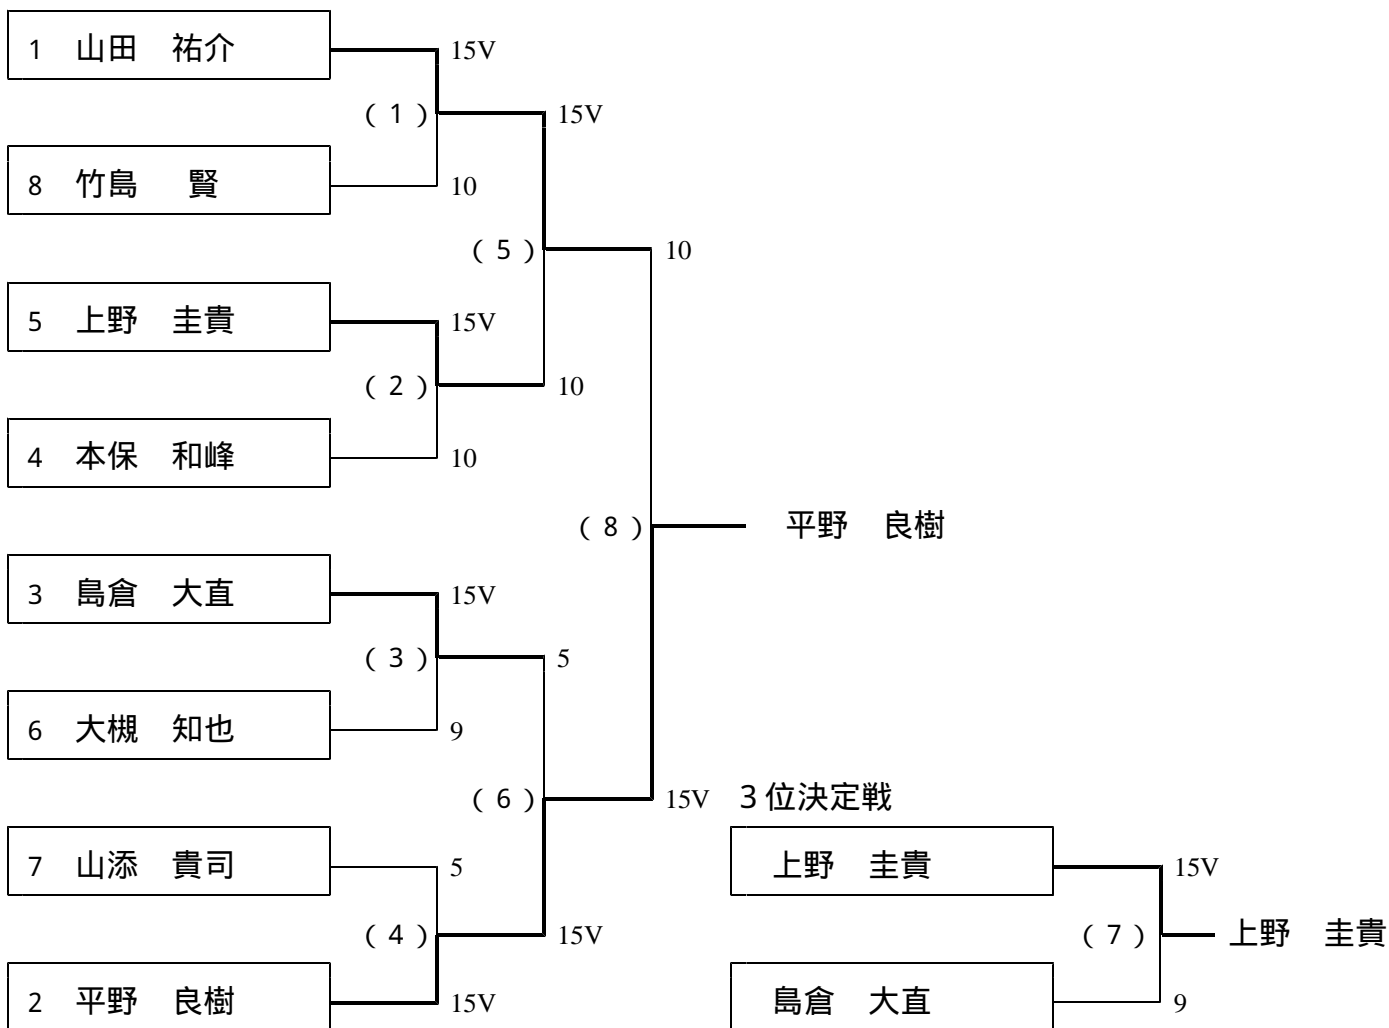 1 山田 祐介 15V
( 1 ) 15V
8 竹島 賢 10
( 5 ) 10
5 上野 圭貴 15V
( 2 ) 10
4 本保 和峰 10
( 8 ) 平野 良樹
3 島倉 大直 15V
( 3 ) 5
6 大槻 知也 9
( 6 ) 15V 3位決定戦
7 山添 貴司 5 上野 圭貴 15V
( 4 ) 15V ( 7 ) 上野 圭貴
2 平野 良樹 15V 島倉 大直 9